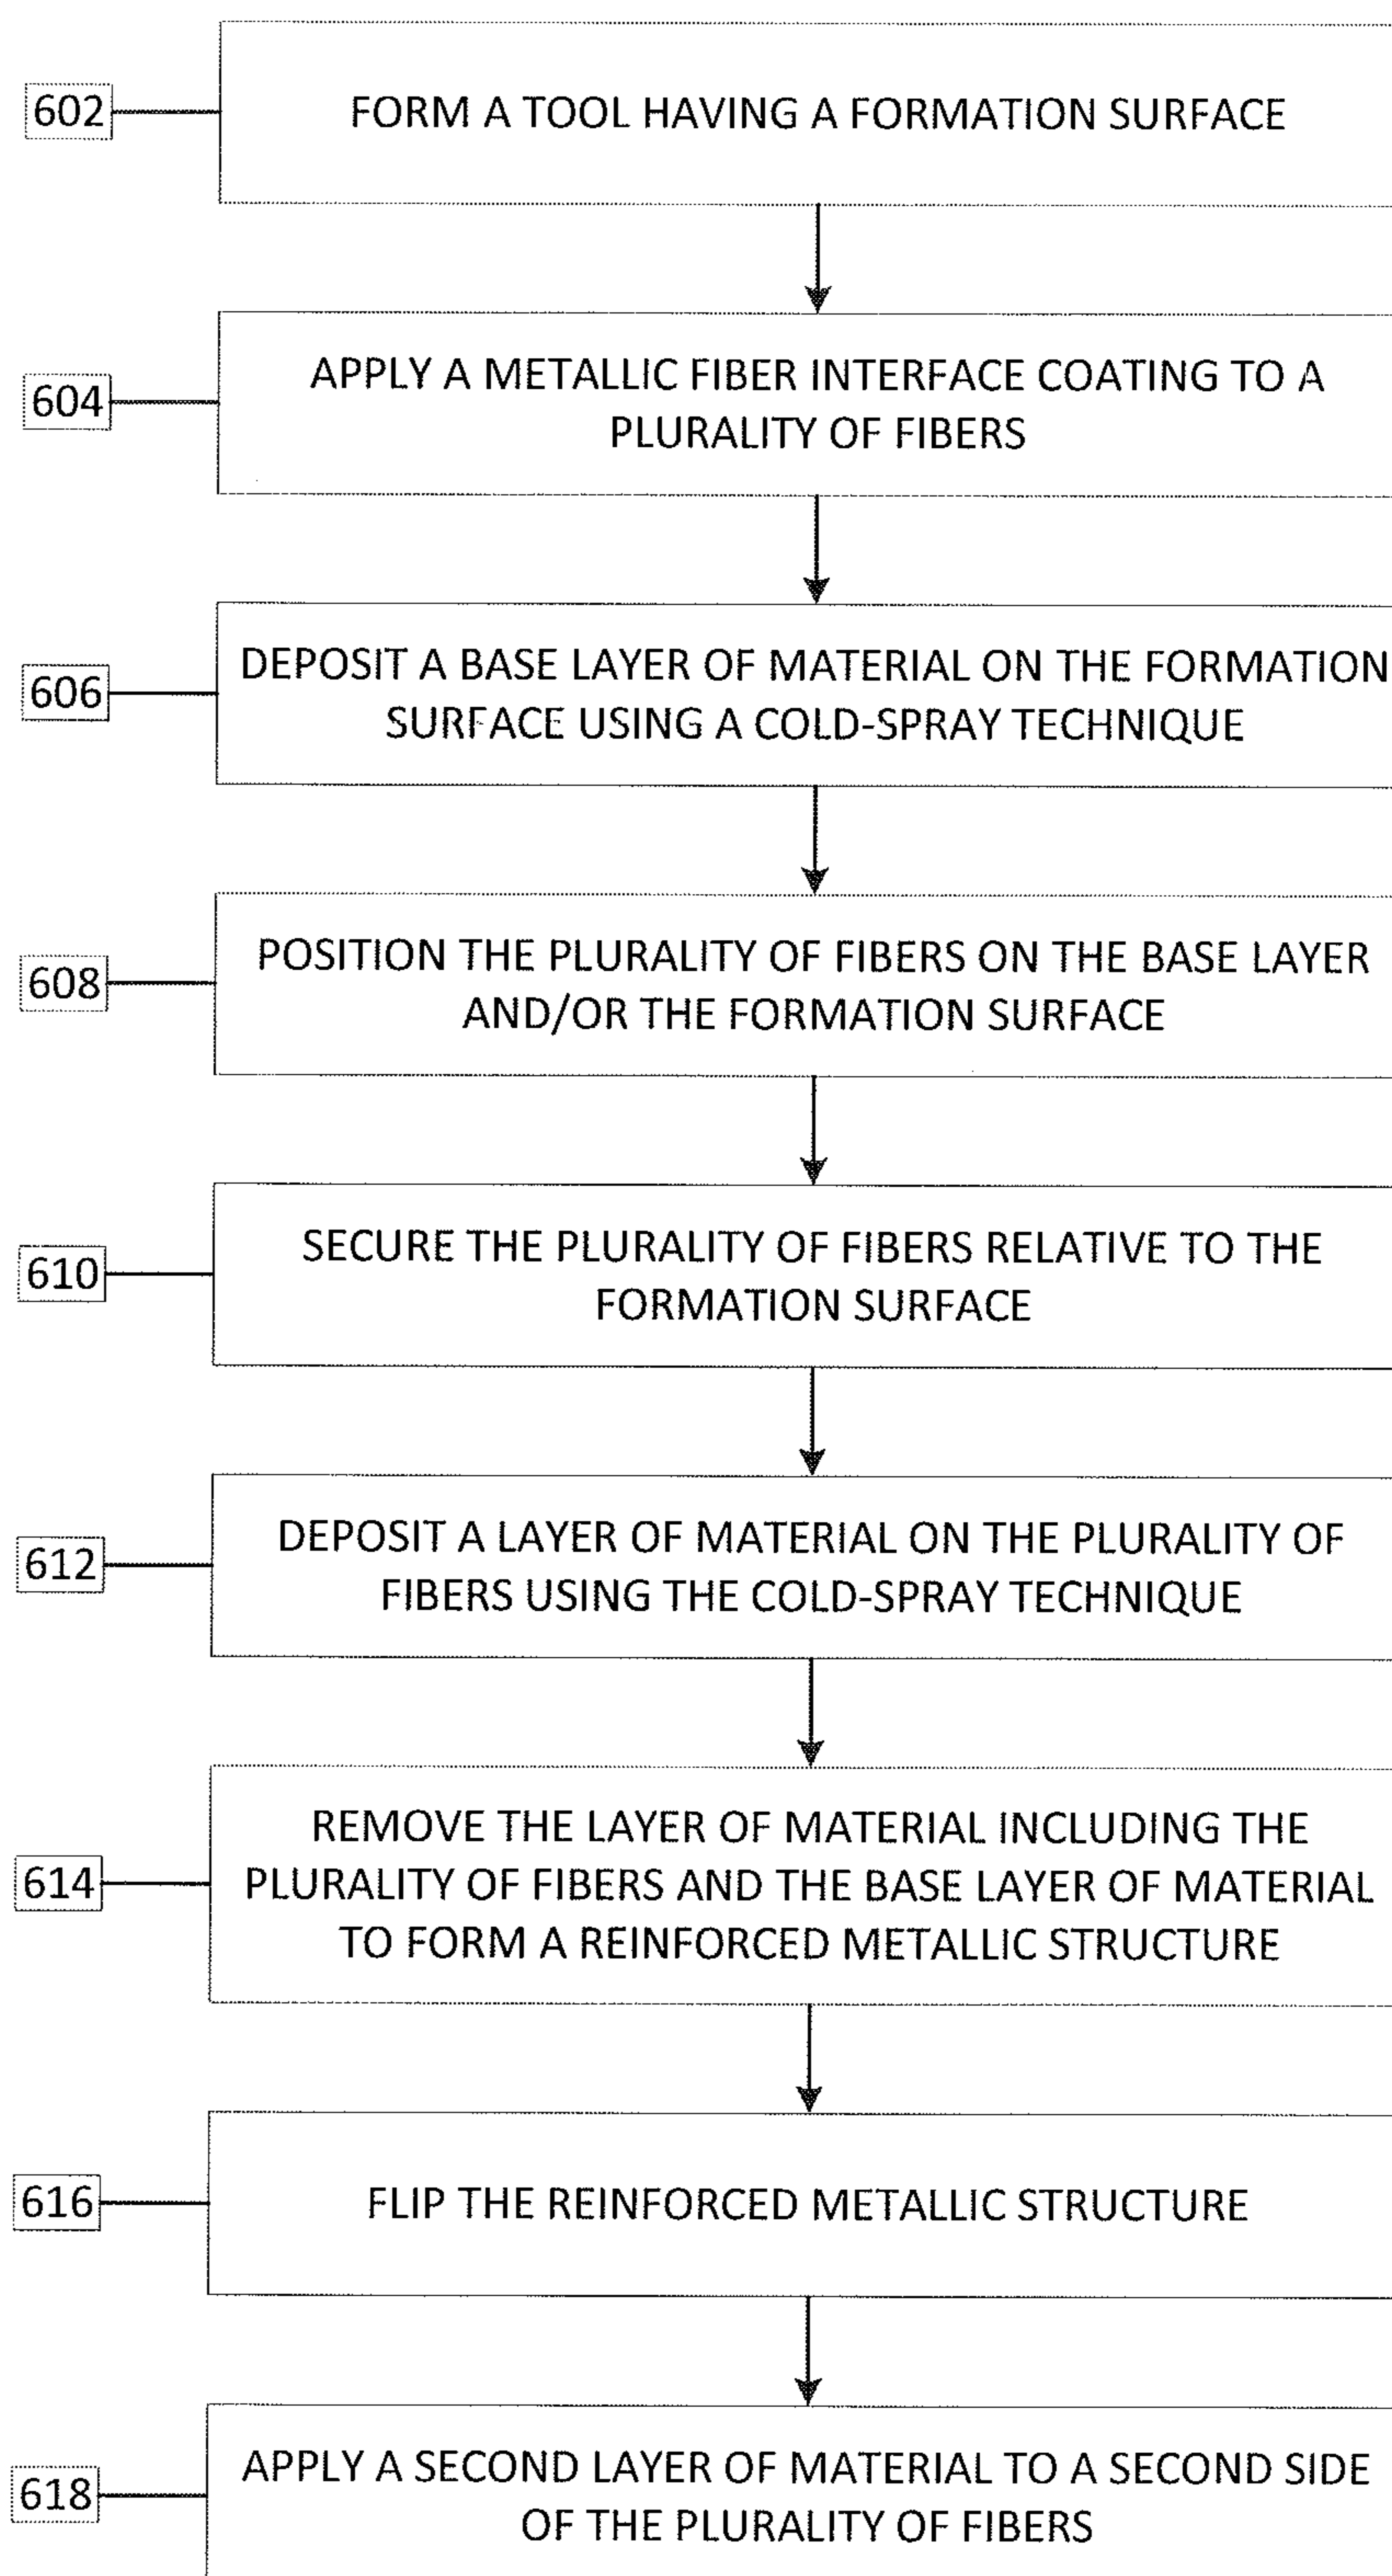 602
FORM A TOOL HAVING A FORMATION SURFACE
604
APPLY A METALLIC FIBER INTERFACE COATING TO A
PLURALITY OF FIBERS
606
DEPOSIT A BASE LAYER OF MATERIAL ON THE FORMATION
SURFACE USING A COLD-SPRAY TECHNIQUE
608
POSITION THE PLURALITY OF FIBERS ON THE BASE LAYER
AND/OR THE FORMATION SURFACE
610
SECURE THE PLURALITY OF FIBERS RELATIVE TO THE
FORMATION SURFACE
612
DEPOSIT A LAYER OF MATERIAL ON THE PLURALITY OF
FIBERS USING THE COLD-SPRAY TECHNIQUE
614
REMOVE THE LAYER OF MATERIAL INCLUDING THE
PLURALITY OF FIBERS AND THE BASE LAYER OF MATERIAL
TO FORM A REINFORCED METALLIC STRUCTURE
616
FLIP THE REINFORCED METALLIC STRUCTURE
618
APPLY A SECOND LAYER OF MATERIAL TO A SECOND SIDE
OF THE PLURALITY OF FIBERS